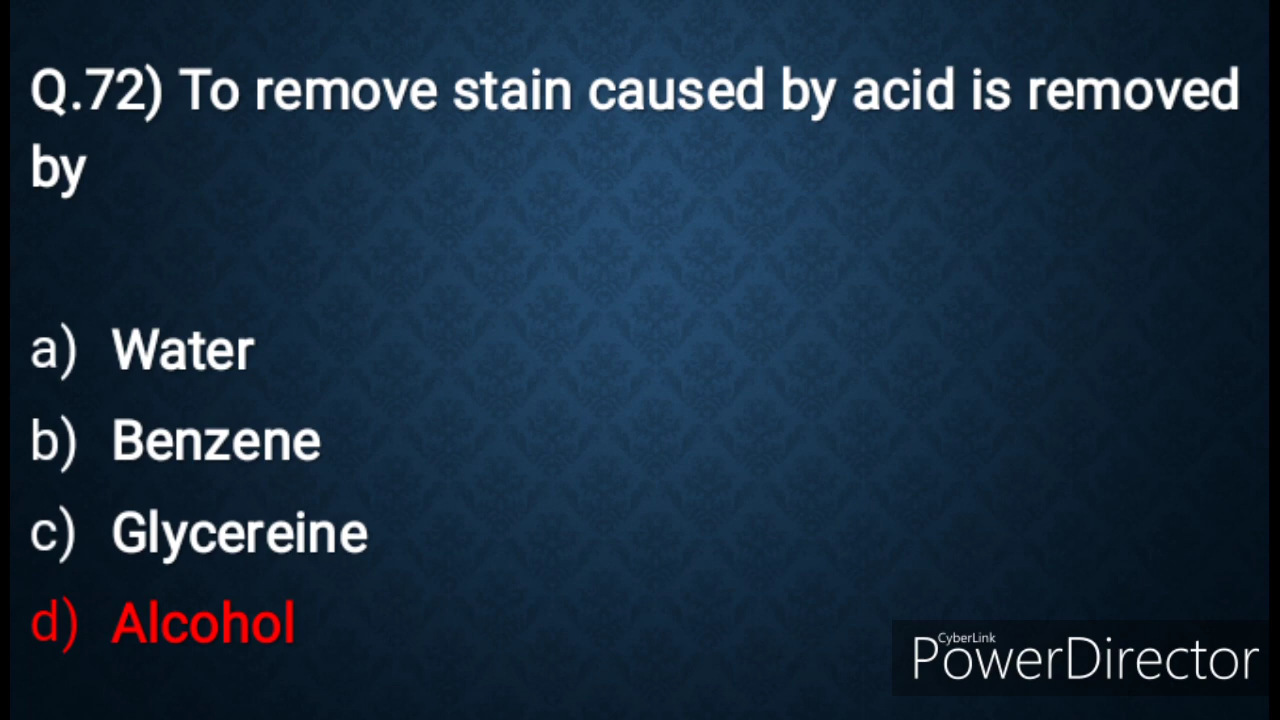 Q.72) To remove stain caused by acid is removed
by
a) Water
b) Benzene
c) Glycereine
d) Alcohol
CyberLink
PowerDirector